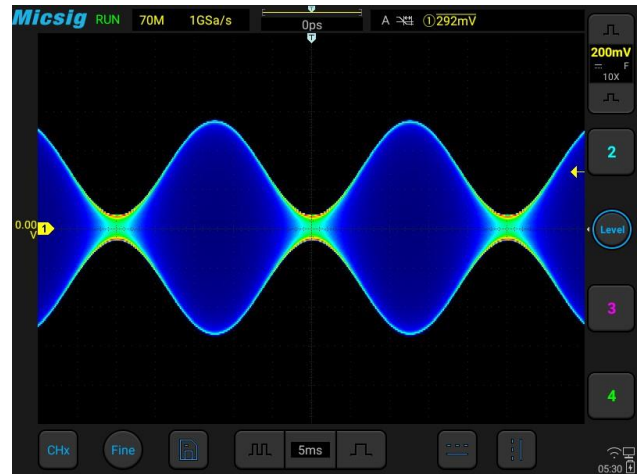 Micsig RUN 70M 1GSa/s 0ps A ①292mV
T
T
200mV
F
10X
2
0.00
V 1
Level
3
4
CHx Fine 5ms
05:30